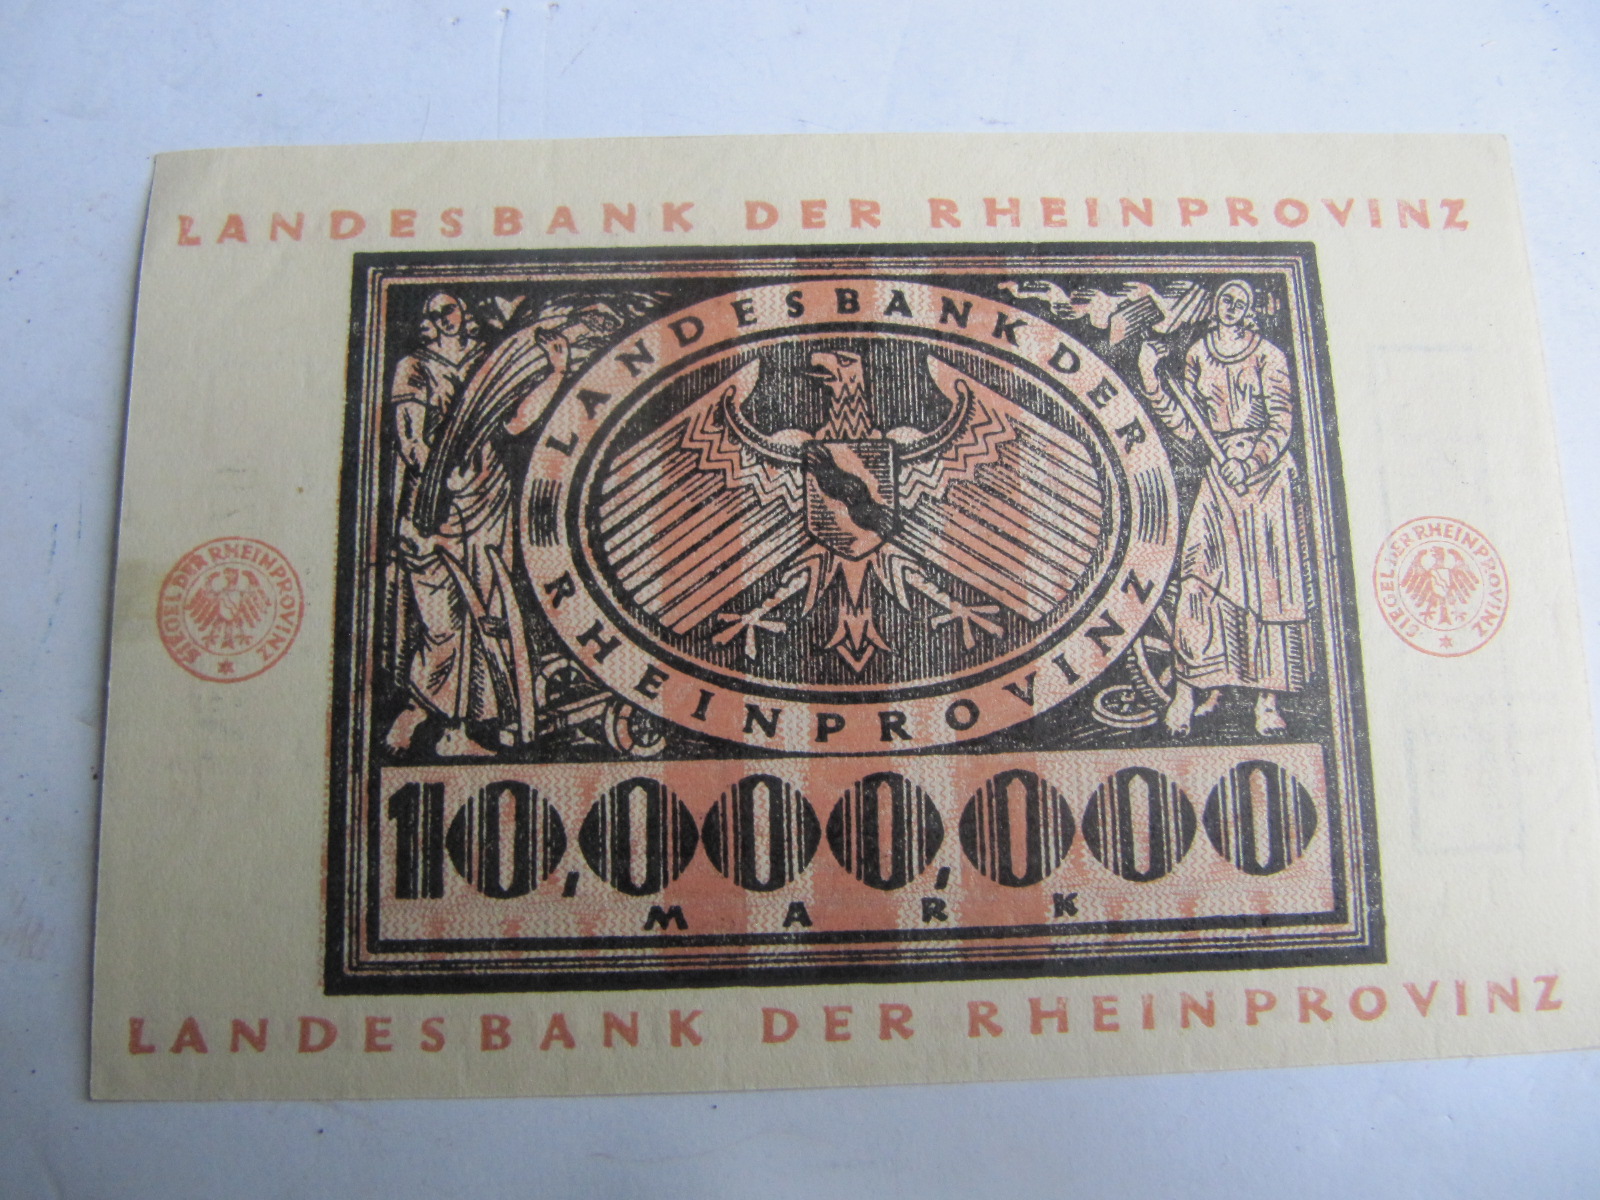 LANDESBANK DER RHEINPROVINZ
LANDESBANK DER
RHEINPROVINZ
SIEGEL DER RHEINPROVINZ
SIEGEL DER RHEINPROVINZ
10,000,000
MARK
LANDESBANK DER RHEINPROVINZ